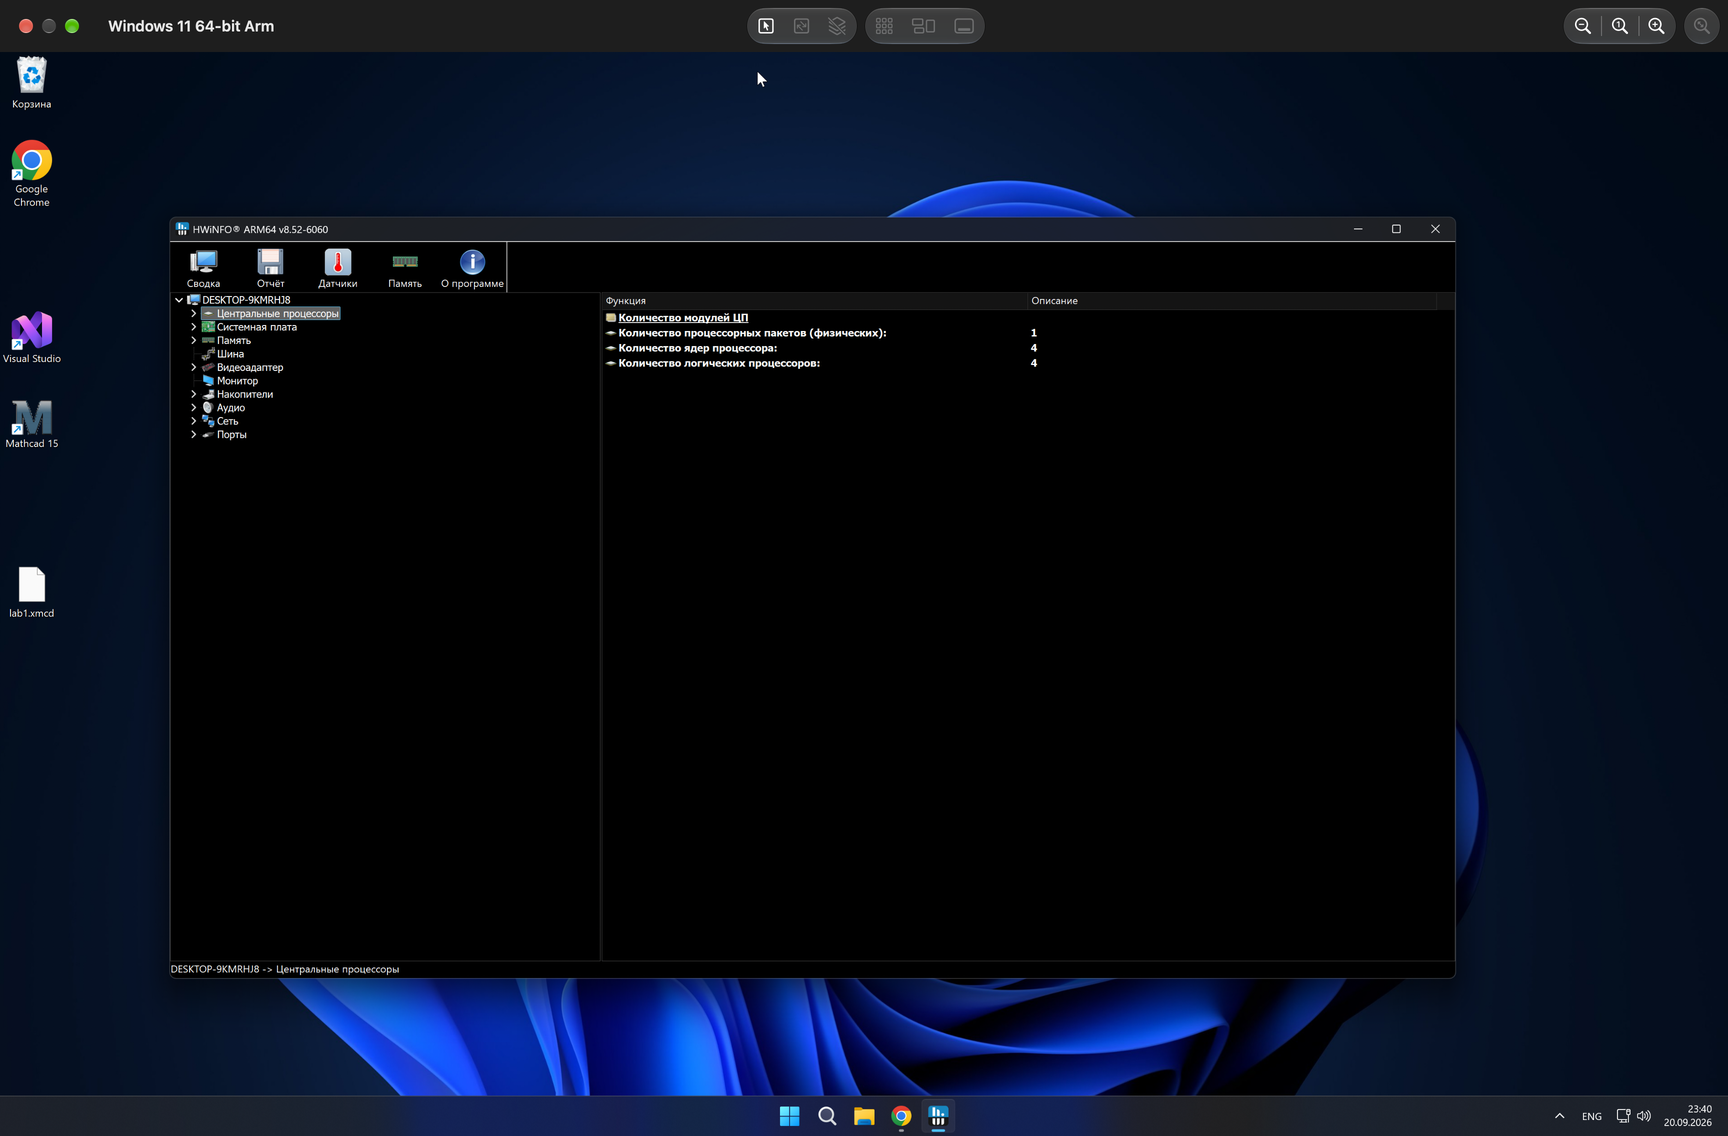 Windows 11 64-bit Arm
Корзина
Google
Chrome
Visual Studio
Mathcad 15
lab1.xmcd
HWiNFO® ARM64 v8.52-6060
Сводка
Отчёт
Датчики
Память
О программе
DESKTOP-9KMRHJ8
Центральные процессоры
Системная плата
Память
Шина
Видеоадаптер
Монитор
Накопители
Аудио
Сеть
Порты
Функция Описание
Количество модулей ЦП
Количество процессорных пакетов (физических): 1
Количество ядер процессора: 4
Количество логических процессоров: 4
DESKTOP-9KMRHJ8 -> Центральные процессоры
ENG
23:40
20.09.2026